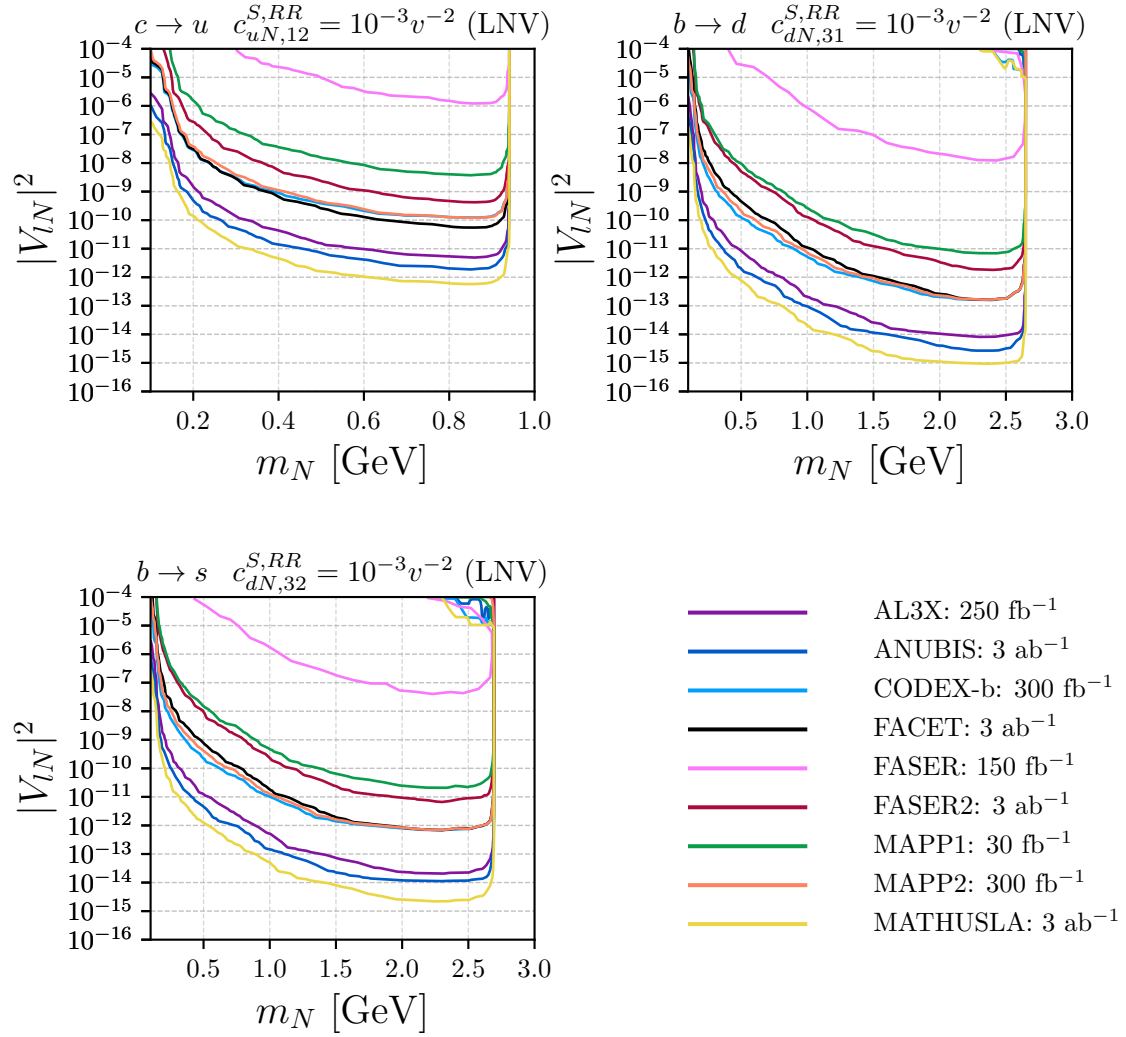 c → u   c^{S,RR}_{uN,12} = 10^{-3}v^{-2} (LNV)
|V_{lN}|^2
10^{-4}
10^{-5}
10^{-6}
10^{-7}
10^{-8}
10^{-9}
10^{-10}
10^{-11}
10^{-12}
10^{-13}
10^{-14}
10^{-15}
10^{-16}
0.2 0.4 0.6 0.8 1.0
m_N [GeV]
b → d   c^{S,RR}_{dN,31} = 10^{-3}v^{-2} (LNV)
|V_{lN}|^2
10^{-4}
10^{-5}
10^{-6}
10^{-7}
10^{-8}
10^{-9}
10^{-10}
10^{-11}
10^{-12}
10^{-13}
10^{-14}
10^{-15}
10^{-16}
0.5 1.0 1.5 2.0 2.5 3.0
m_N [GeV]
b → s   c^{S,RR}_{dN,32} = 10^{-3}v^{-2} (LNV)
|V_{lN}|^2
10^{-4}
10^{-5}
10^{-6}
10^{-7}
10^{-8}
10^{-9}
10^{-10}
10^{-11}
10^{-12}
10^{-13}
10^{-14}
10^{-15}
10^{-16}
0.5 1.0 1.5 2.0 2.5 3.0
m_N [GeV]
AL3X: 250 fb^{-1}
ANUBIS: 3 ab^{-1}
CODEX-b: 300 fb^{-1}
FACET: 3 ab^{-1}
FASER: 150 fb^{-1}
FASER2: 3 ab^{-1}
MAPP1: 30 fb^{-1}
MAPP2: 300 fb^{-1}
MATHUSLA: 3 ab^{-1}